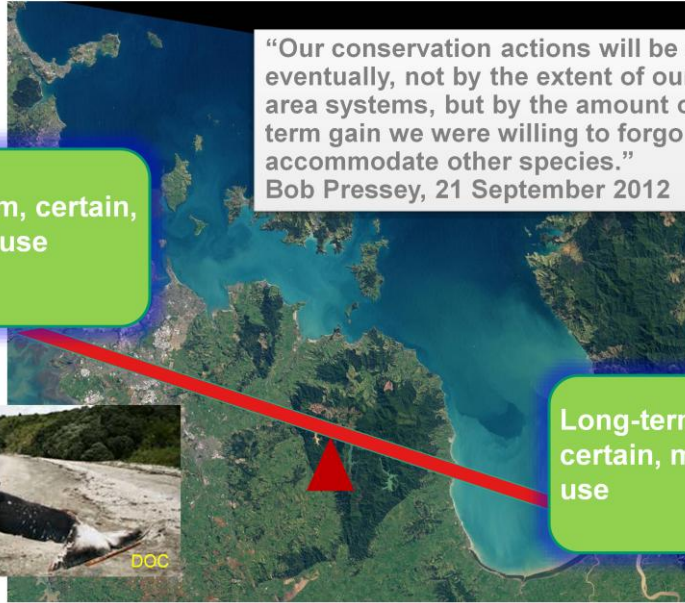 “Our conservation actions will be
eventually, not by the extent of our
area systems, but by the amount
term gain we were willing to forgo
accommodate other species.”
Bob Pressey, 21 September 2012
certain,
use
Long-term
certain,
use
DOC